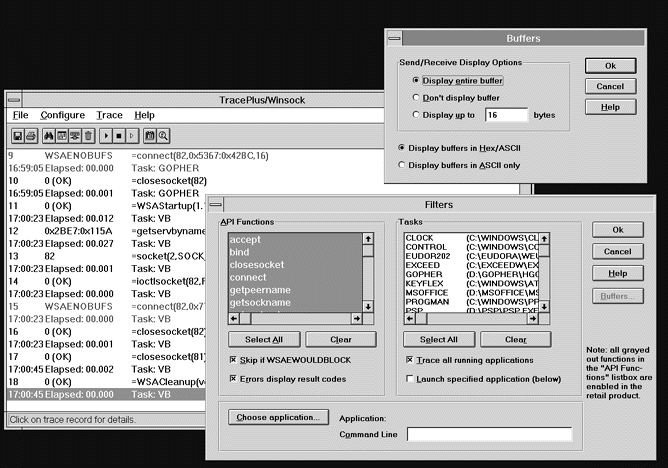 Buffers
Send/Receive Display Options
Display entire buffer
Don't display buffer
Display up to 16 bytes
Display buffers in Hex/ASCII
Display buffers in ASCII only
Ok
Cancel
Help
TracePlus/Winsock
File Configure Trace Help
9 WSAENOBUFS =connect(82,0x5367:0x428C,16)
16:59:05 Elapsed: 00.000 Task: GOPHER
10 0 (OK) =closesocket(82)
16:59:05 Elapsed: 00.001 Task: GOPHER
11 0 (OK) =WSAStartup(1.
17:00:23 Elapsed: 00.012 Task: VB
12 0x2BE7:0x115A =getservbyname
17:00:23 Elapsed: 00.027 Task: VB
13 82 =socket(2,SOCK_
17:00:23 Elapsed: 00.001 Task: VB
14 0 (OK) =ioctlsocket(82,F
17:00:23 Elapsed: 00.000 Task: VB
15 WSAENOBUFS =connect(82,0x7
17:00:23 Elapsed: 00.000 Task: VB
16 0 (OK) =closesocket(82)
17:00:23 Elapsed: 00.000 Task: VB
17 0 (OK) =closesocket(81)
17:00:45 Elapsed: 00.002 Task: VB
18 0 (OK) =WSACleanup(v
17:00:45 Elapsed: 00.000 Task: VB
Click on trace record for details.
Filters
API Functions
accept
bind
closesocket
connect
getpeername
getsockname
Select All Clear
Skip if WSAEWOULDBLOCK
Errors display result codes
Tasks
CLOCK (C:\WINDOWS\CL
CONTROL (C:\WINDOWS\C
EUDOR202 (C:\EUDORA\WEU
EXCEED (C:\EXCEEDW\EX
GOPHER (D:\GOPHER\HGO
KEYFLEX (C:\WINDOWS\AT
MSOFFICE (C:\WINDOWS\MS
PROGMAN (C:\WINDOWS\PR
PSP (D:\PSP\PSP.EXE
Select All Clear
Trace all running applications
Launch specified application (below)
Ok
Cancel
Help
Buffers...
Note: all grayed
out functions in
the "API Func-
tions" listbox are
enabled in the
retail product.
Choose application... Application:
Command Line